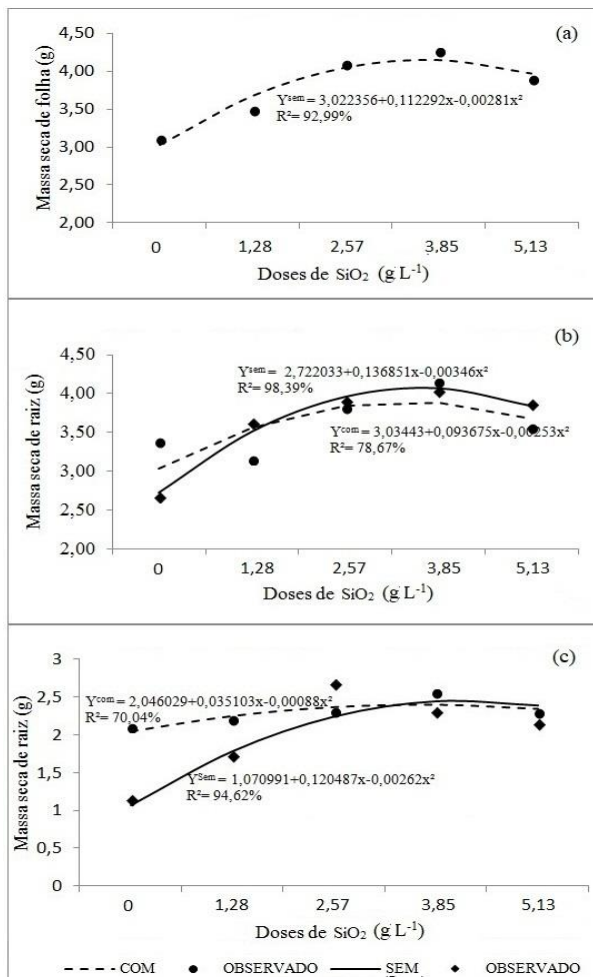 (a)
Massa seca de folha (g)
4,50
4,00
3,50
3,00
2,50
2,00
Yˢᵉᵐ = 3,022356+0,112292x-0,00281x²
R²= 92,99%
0 1,28 2,57 3,85 5,13
Doses de SiO₂ (g L⁻¹)
(b)
Massa seca de raiz (g)
4,50
4,00
3,50
3,00
2,50
2,00
Yˢᵉᵐ = 2,722033+0,136851x-0,00346x²
R²= 98,39%
Yᶜᵒᵐ = 3,03443+0,093675x-0,00253x²
R²= 78,67%
0 1,28 2,57 3,85 5,13
Doses de SiO₂ (g L⁻¹)
(c)
Massa seca de raiz (g)
3
2,5
2
1,5
1
0,5
0
Yᶜᵒᵐ = 2,046029+0,035103x-0,00088x²
R²= 70,04%
Yˢᵉᵐ = 1,070991+0,120487x-0,00262x²
R²= 94,62%
0 1,28 2,57 3,85 5,13
Doses de SiO₂ (g L⁻¹)
COM OBSERVADO SEM OBSERVADO